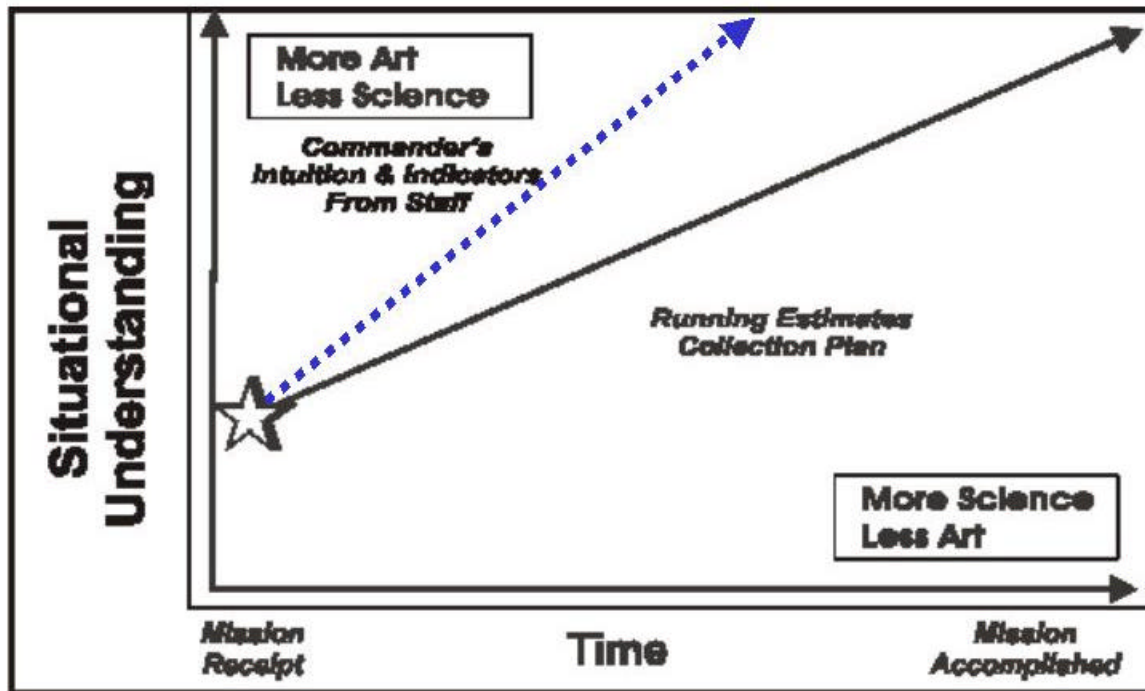 More Art
Less Science
Commander's
Intuition & Indicators
From Staff
Situational
Understanding
Running Estimates
Collection Plan
More Science
Less Art
Mission
Receipt
Time
Mission
Accomplished